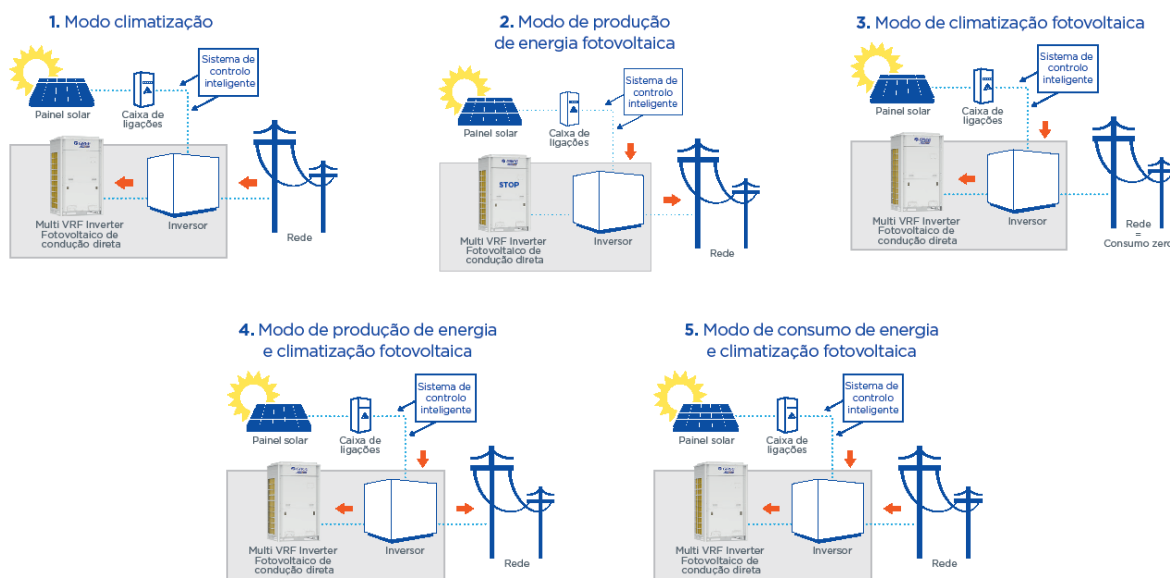 1. Modo climatização
Sistema de
controlo
inteligente
Painel solar
Caixa de
ligações
Multi VRF Inverter
Fotovoltaico de
condução direta
Inversor
Rede
2. Modo de produção
de energia fotovoltaica
Sistema de
controlo
inteligente
Painel solar
Caixa de
ligações
STOP
Multi VRF Inverter
Fotovoltaico de
condução direta
Inversor
Rede
3. Modo de climatização fotovoltaica
Sistema de
controlo
inteligente
Painel solar
Caixa de
ligações
Multi VRF Inverter
Fotovoltaico de
condução direta
Inversor
Rede
=
Consumo zero
4. Modo de produção de energia
e climatização fotovoltaica
Sistema de
controlo
inteligente
Painel solar
Caixa de
ligações
Multi VRF Inverter
Fotovoltaico de
condução direta
Inversor
Rede
5. Modo de consumo de energia
e climatização fotovoltaica
Sistema de
controlo
inteligente
Painel solar
Caixa de
ligações
Multi VRF Inverter
Fotovoltaico de
condução direta
Inversor
Rede